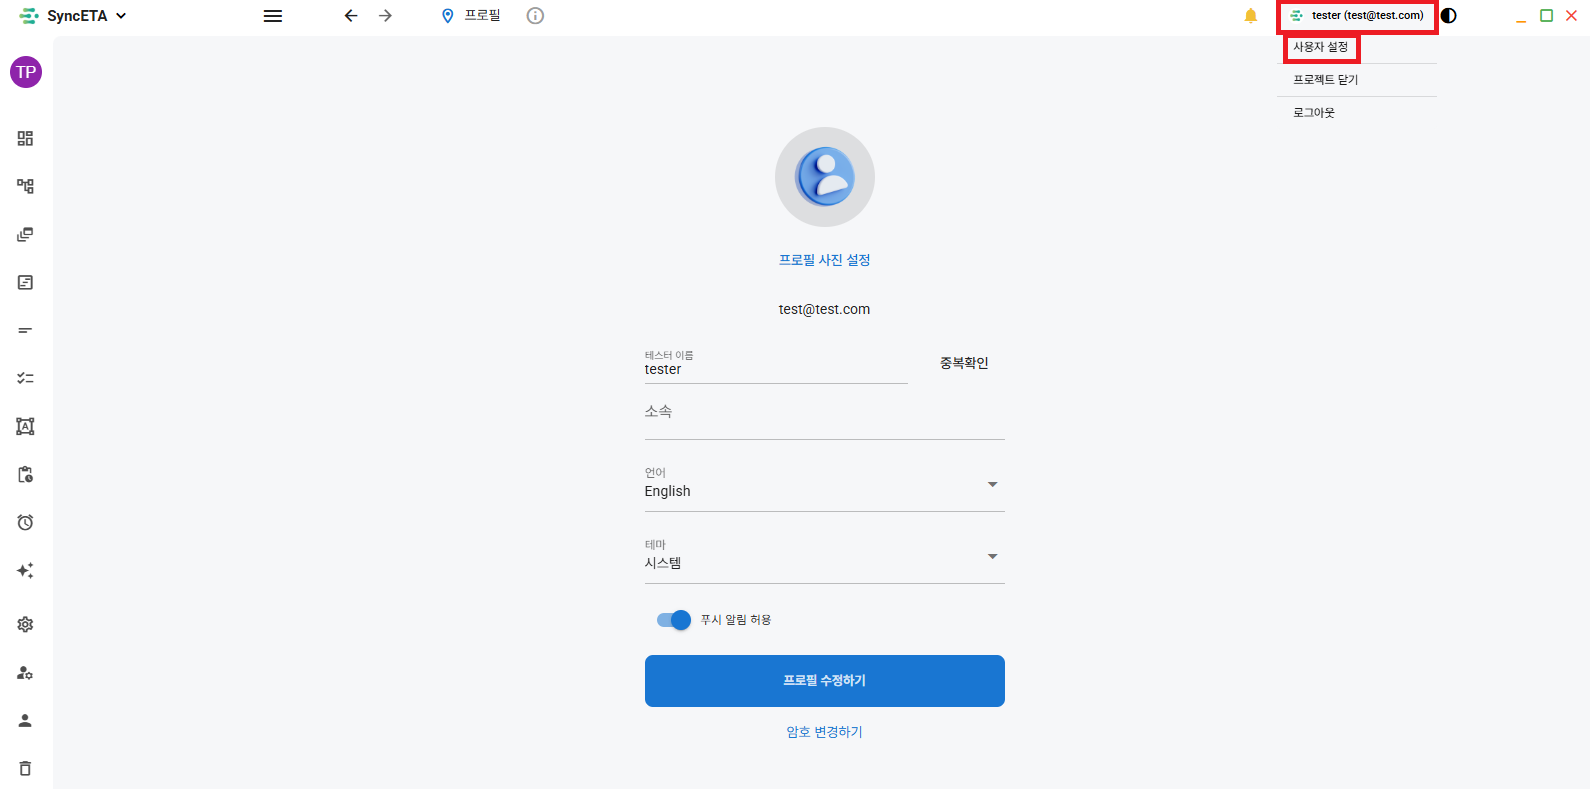 SyncETA
프로필
tester (test@test.com)
사용자 설정
프로젝트 닫기
로그아웃
TP
프로필 사진 설정
test@test.com
테스터 이름
tester
중복확인
소속
언어
English
테마
시스템
푸시 알림 허용
프로필 수정하기
암호 변경하기